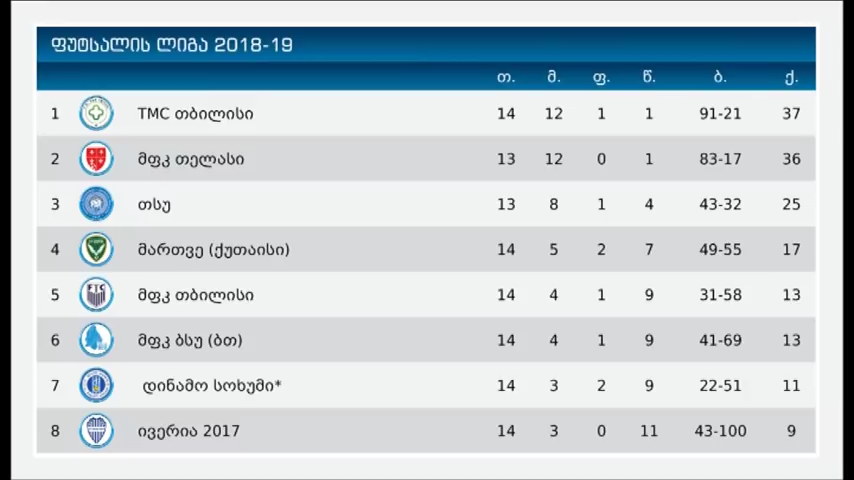 ფუტსალის ლიგა 2018-19
თ. მ. ფ. წ. ბ. ქ.
1 TMC თბილისი 14 12 1 1 91-21 37
2 მფკ თელასი 13 12 0 1 83-17 36
3 თსუ 13 8 1 4 43-32 25
4 მართვე (ქუთაისი) 14 5 2 7 49-55 17
5 FTC მფკ თბილისი 14 4 1 9 31-58 13
6 მფკ ბსუ (ბთ) 14 4 1 9 41-69 13
7 დინამო სოხუმი* 14 3 2 9 22-51 11
8 ივერია 2017 14 3 0 11 43-100 9